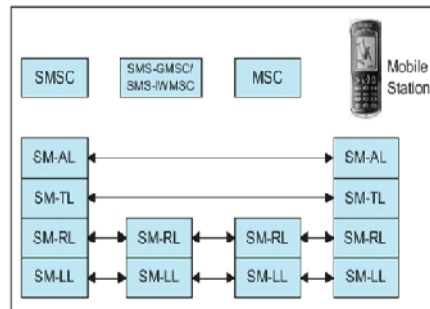 SMSC
SMS-GMSC/
SMS-IWMSC
MSC
Mobile
Station
SM-AL
SM-AL
SM-TL
SM-TL
SM-RL
SM-RL
SM-RL
SM-RL
SM-LL
SM-LL
SM-LL
SM-LL